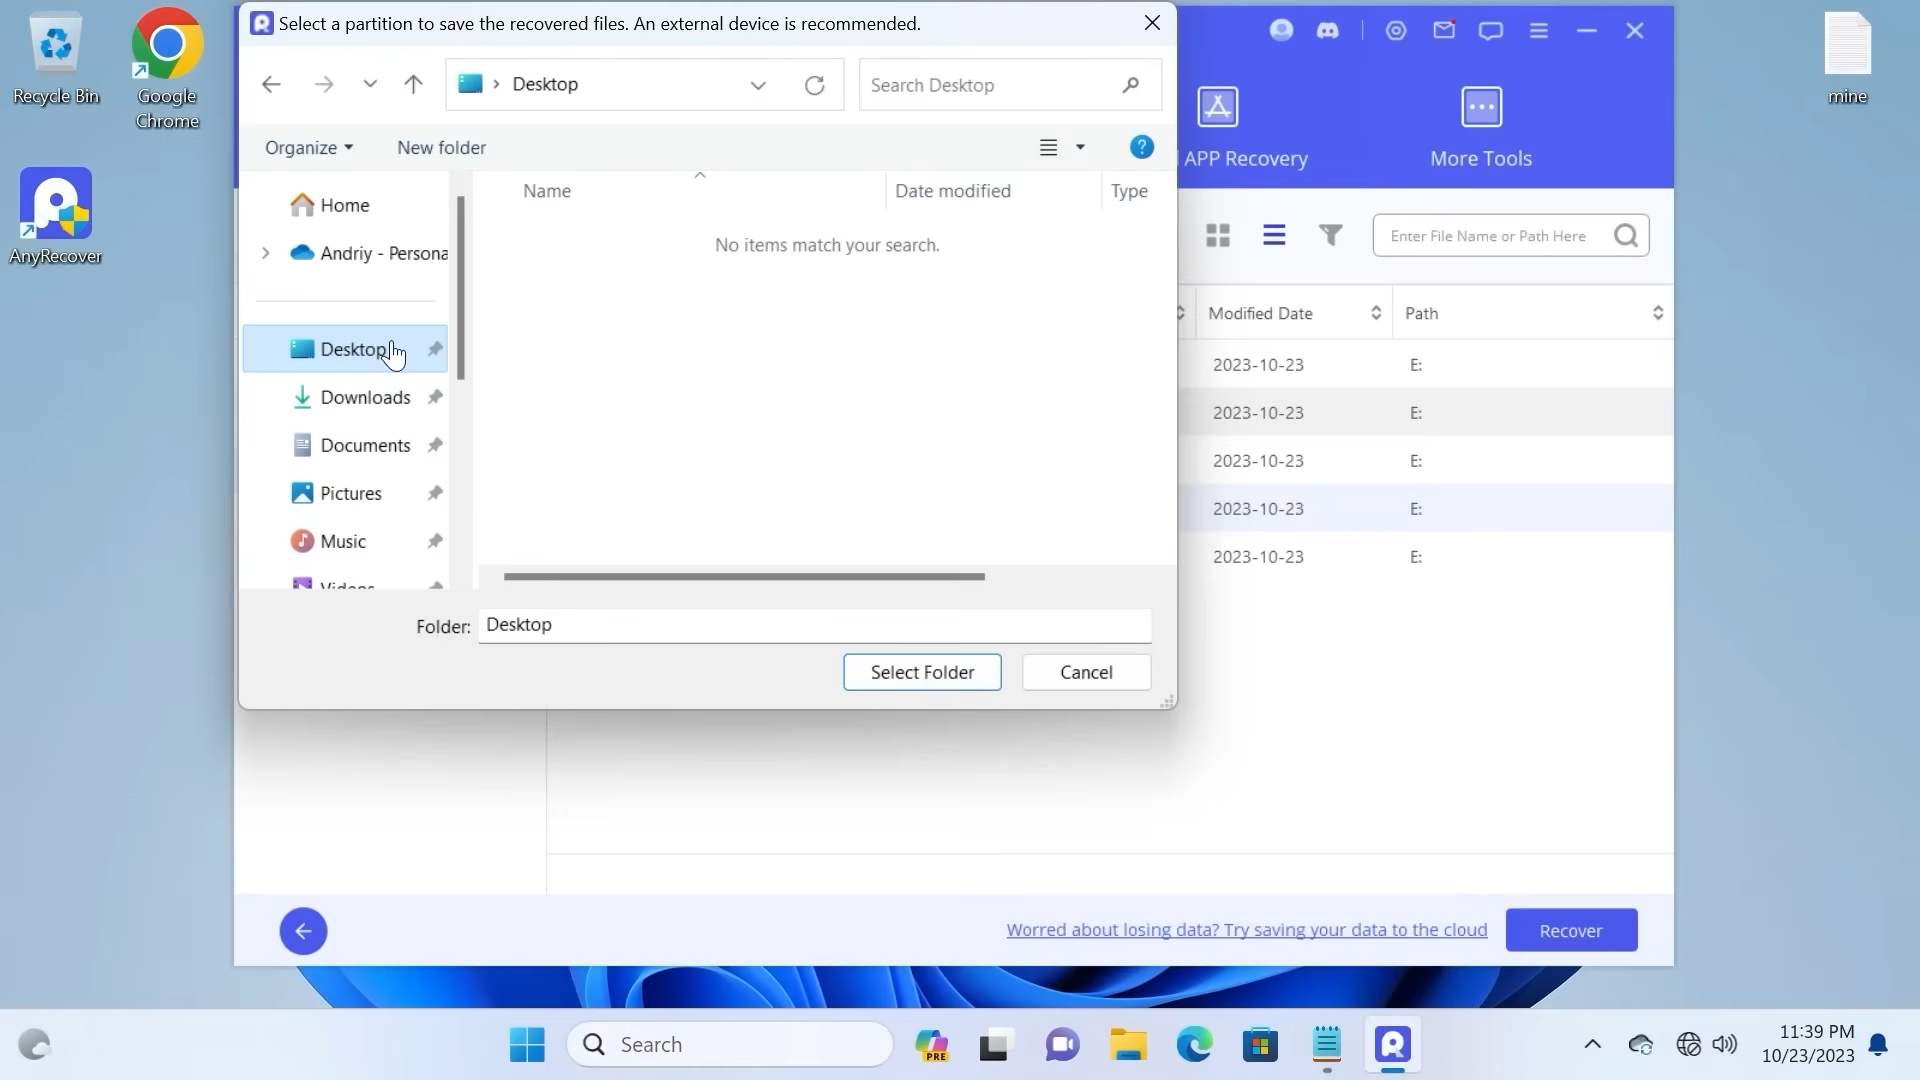 Recycle Bin
Google
Chrome
AnyRecover
mine
Select a partition to save the recovered files. An external device is recommended.
Desktop
Search Desktop
Organize
New folder
Name
Date modified
Type
No items match your search.
Home
Andriy - Persona
Desktop
Downloads
Documents
Pictures
Music
Videos
Folder:
Desktop
Select Folder
Cancel
APP Recovery
More Tools
Enter File Name or Path Here
Modified Date
Path
2023-10-23
E:
2023-10-23
E:
2023-10-23
E:
2023-10-23
E:
2023-10-23
E:
Worred about losing data? Try saving your data to the cloud
Recover
Search
PRE
11:39 PM
10/23/2023